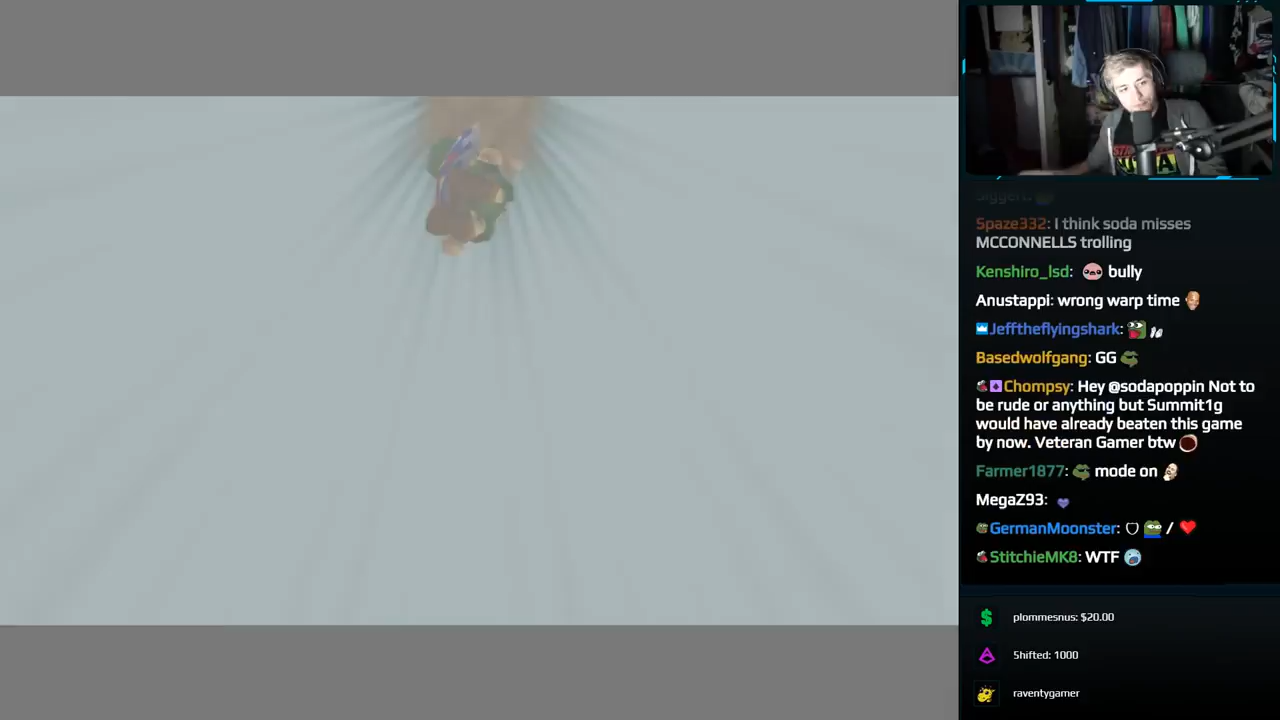 Spaze332: I think soda misses
MCCONNELLS trolling
Kenshiro_lsd: bully
Anustappi: wrong warp time
Jefftheflyingshark:
Basedwolfgang: GG
Chompsy: Hey @sodapoppin Not to
be rude or anything but Summit1g
would have already beaten this game
by now. Veteran Gamer btw
Farmer1877: mode on
MegaZ93:
GermanMoonster: /
StitchieMK8: WTF
plommesnus: $20.00
Shifted: 1000
raventygamer